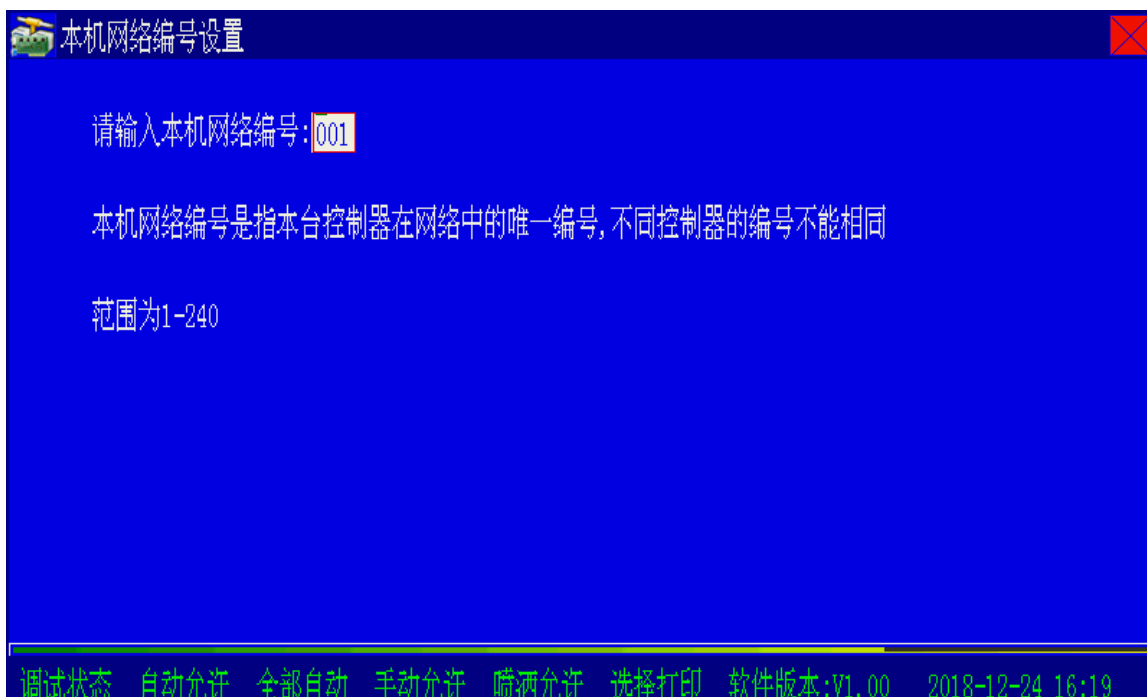 本机网络编号设置
请输入本机网络编号:001
本机网络编号是指本台控制器在网络中的唯一编号,不同控制器的编号不能相同
范围为1-240
调试状态 自动允许 全部自动 手动允许 喷洒允许 选择打印 软件版本:V1.00 2018-12-24 16:19